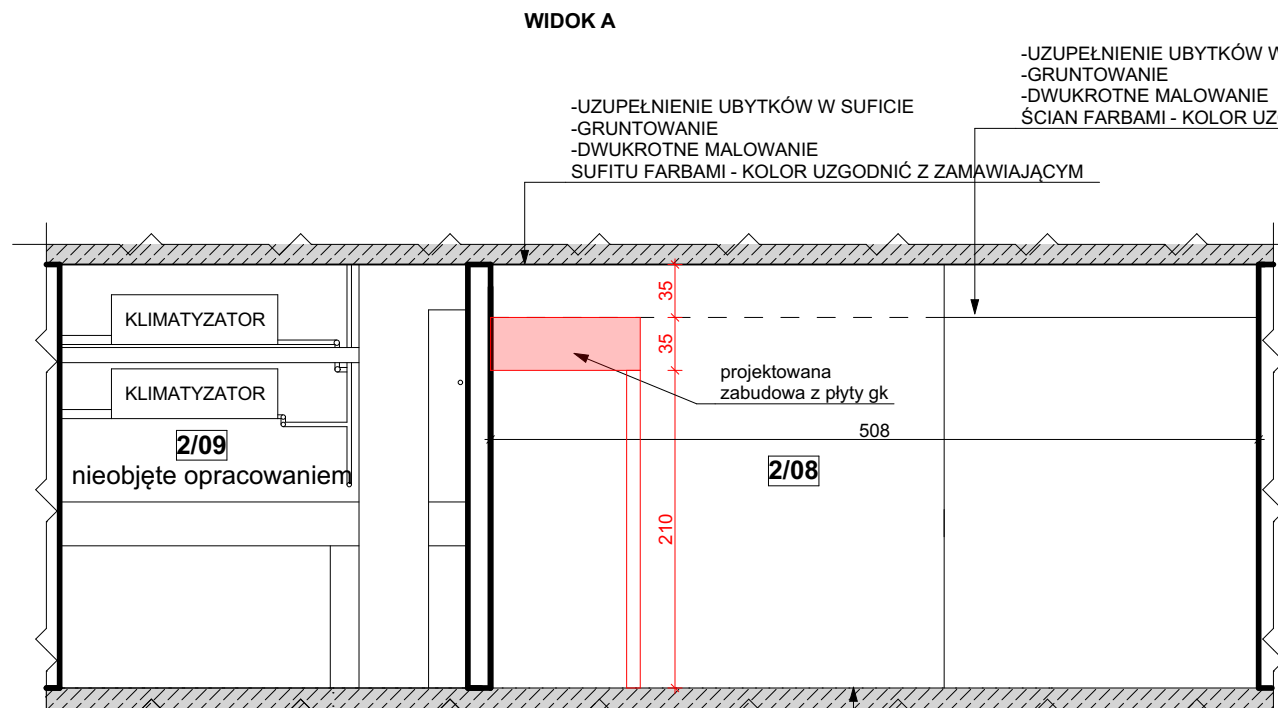 WIDOK A
-UZUPEŁNIENIE UBYTKÓW W
-GRUNTOWANIE
-DWUKROTNE MALOWANIE
ŚCIAN FARBAMI - KOLOR UZG
-UZUPEŁNIENIE UBYTKÓW W SUFICIE
-GRUNTOWANIE
-DWUKROTNE MALOWANIE
SUFITU FARBAMI - KOLOR UZGODNIĆ Z ZAMAWIAJĄCYM
35
KLIMATYZATOR
35
projektowana
zabudowa z płyty gk
KLIMATYZATOR
508
2/09
nieobjęte opracowaniem
2/08
210